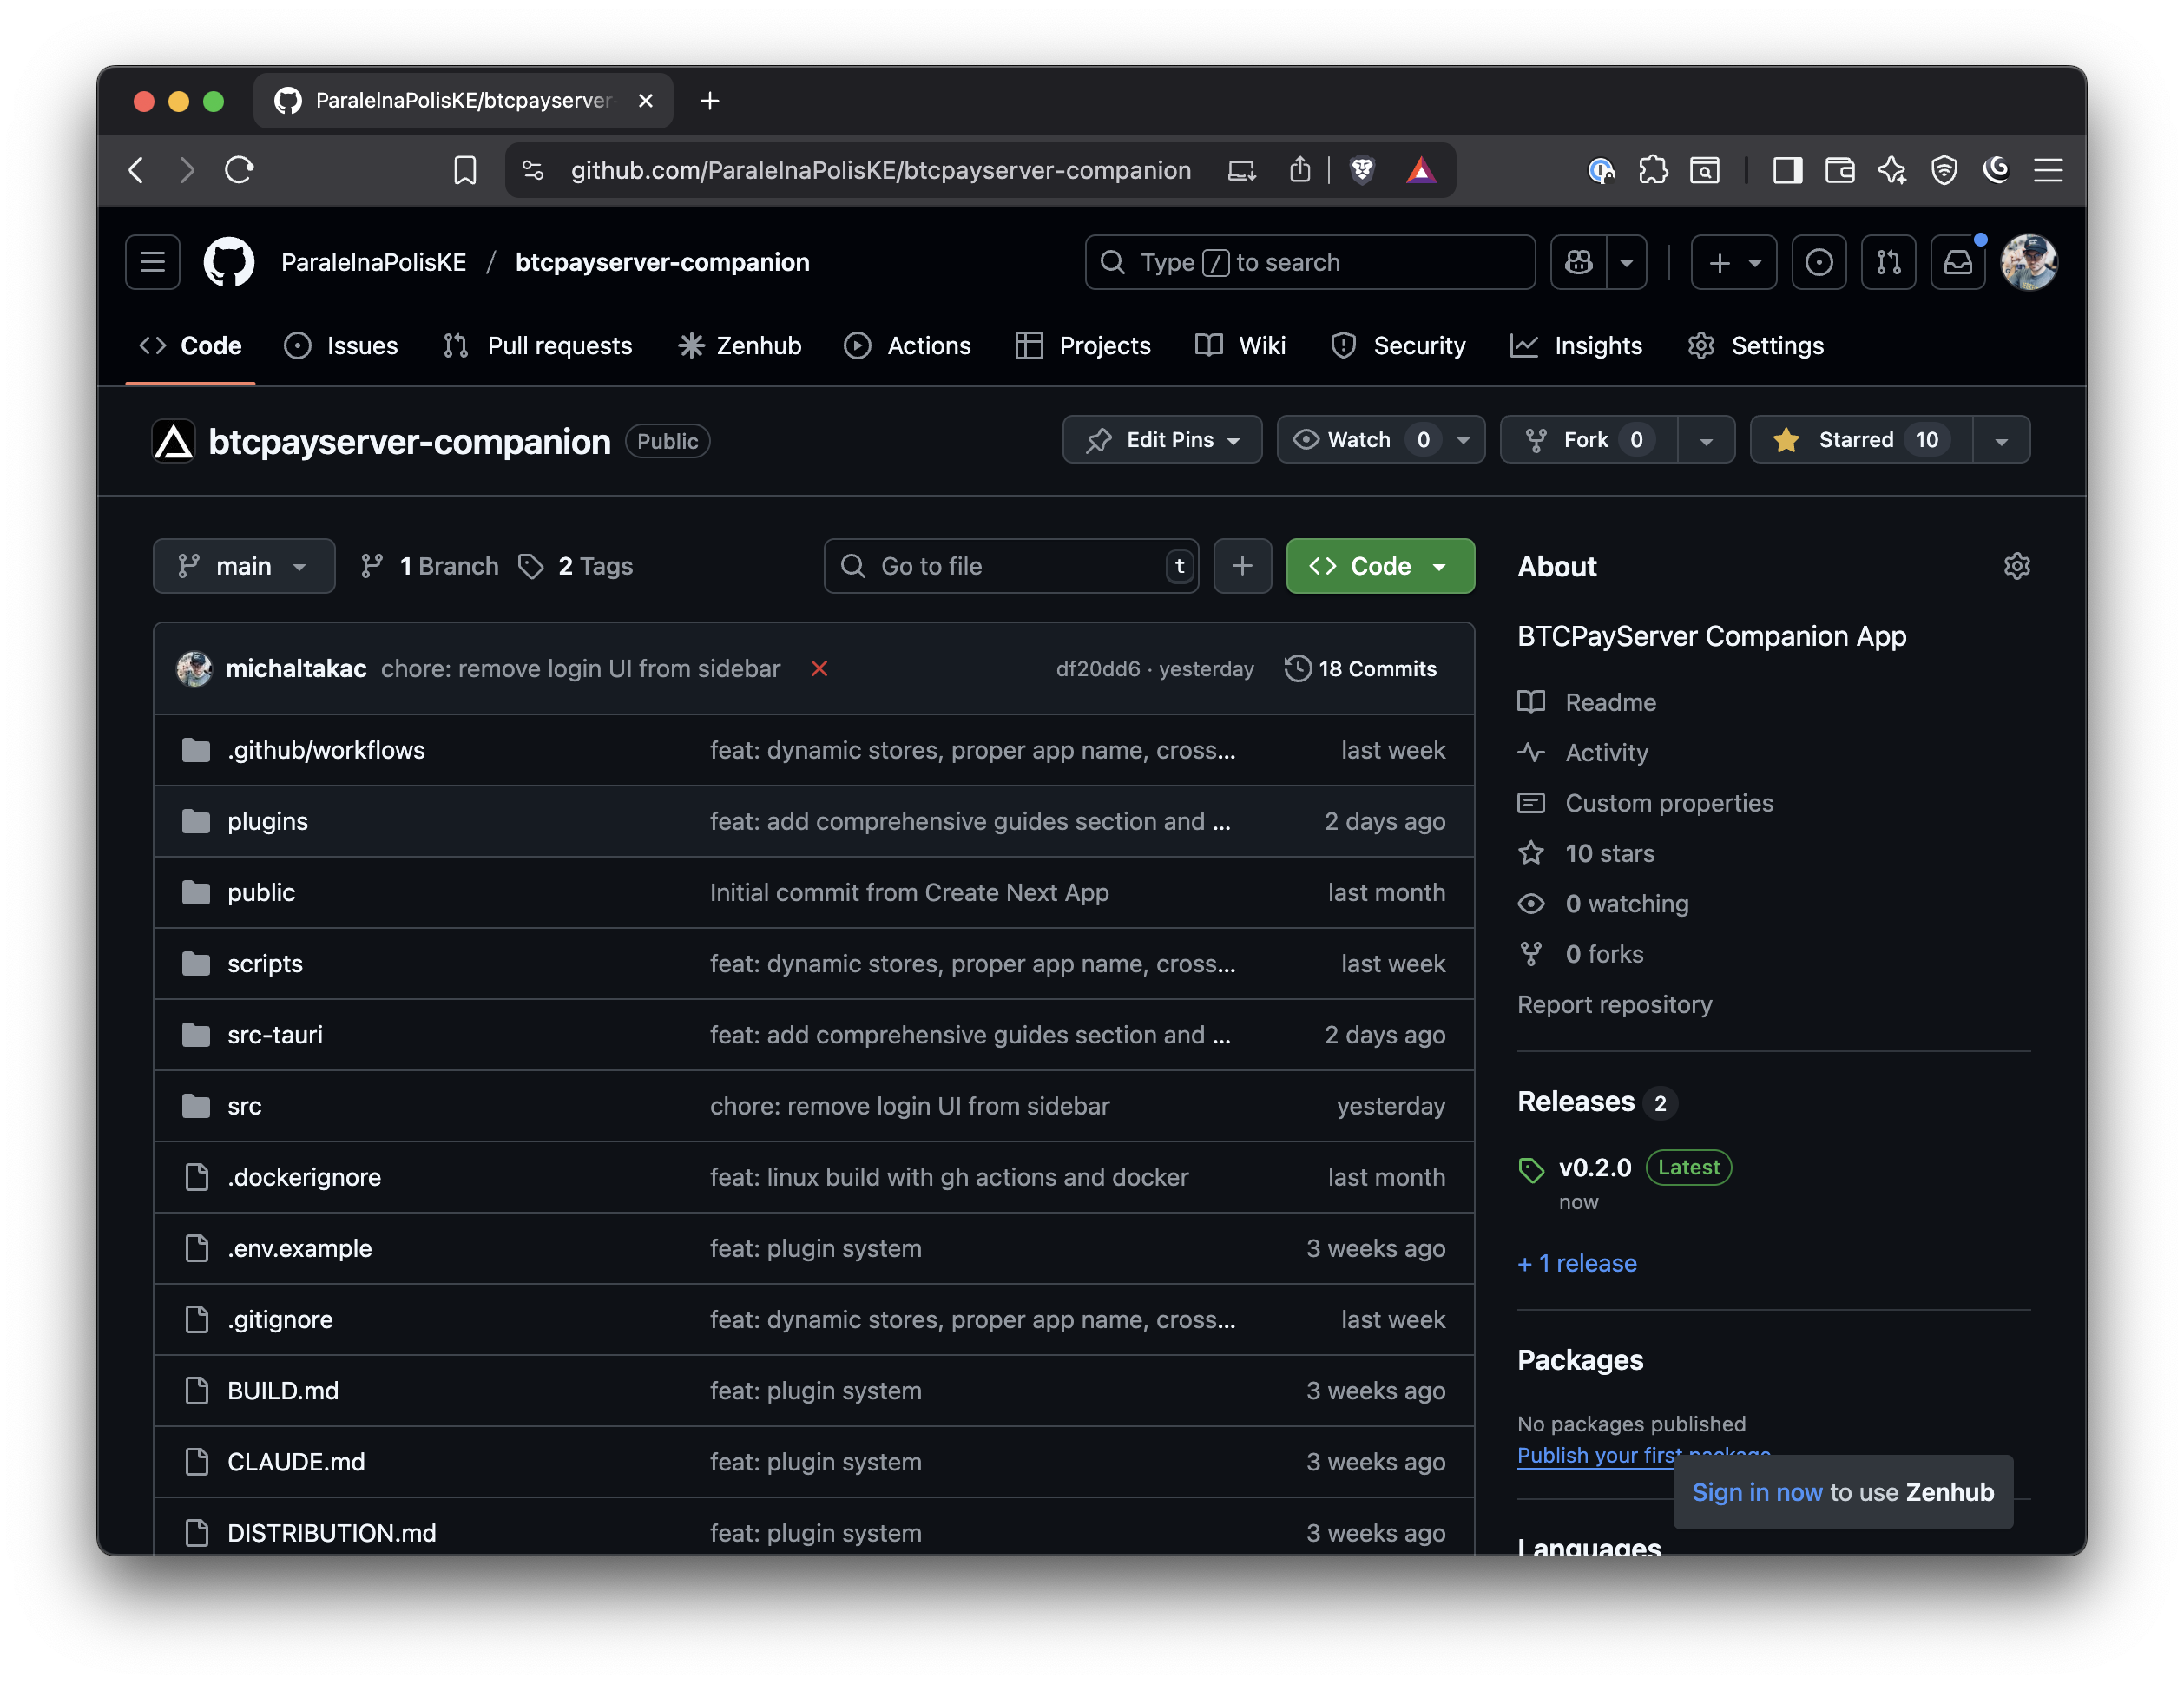 ParalelnaPolisKE/btcpayserver-
github.com/ParalelnaPolisKE/btcpayserver-companion
ParalelnaPolisKE / btcpayserver-companion
Type / to search
Code
Issues
Pull requests
Zenhub
Actions
Projects
Wiki
Security
Insights
Settings
btcpayserver-companion Public
Edit Pins
Watch 0
Fork 0
Starred 10
main
1 Branch
2 Tags
Go to file t
Code
michaltakac chore: remove login UI from sidebar df20dd6 · yesterday 18 Commits
.github/workflows feat: dynamic stores, proper app name, cross... last week
plugins feat: add comprehensive guides section and ... 2 days ago
public Initial commit from Create Next App last month
scripts feat: dynamic stores, proper app name, cross... last week
src-tauri feat: add comprehensive guides section and ... 2 days ago
src chore: remove login UI from sidebar yesterday
.dockerignore feat: linux build with gh actions and docker last month
.env.example feat: plugin system 3 weeks ago
.gitignore feat: dynamic stores, proper app name, cross... last week
BUILD.md feat: plugin system 3 weeks ago
CLAUDE.md feat: plugin system 3 weeks ago
DISTRIBUTION.md feat: plugin system 3 weeks ago
About
BTCPayServer Companion App
Readme
Activity
Custom properties
10 stars
0 watching
0 forks
Report repository
Releases 2
v0.2.0 Latest
now
+ 1 release
Packages
No packages published
Publish your first package
Sign in now to use Zenhub
Languages